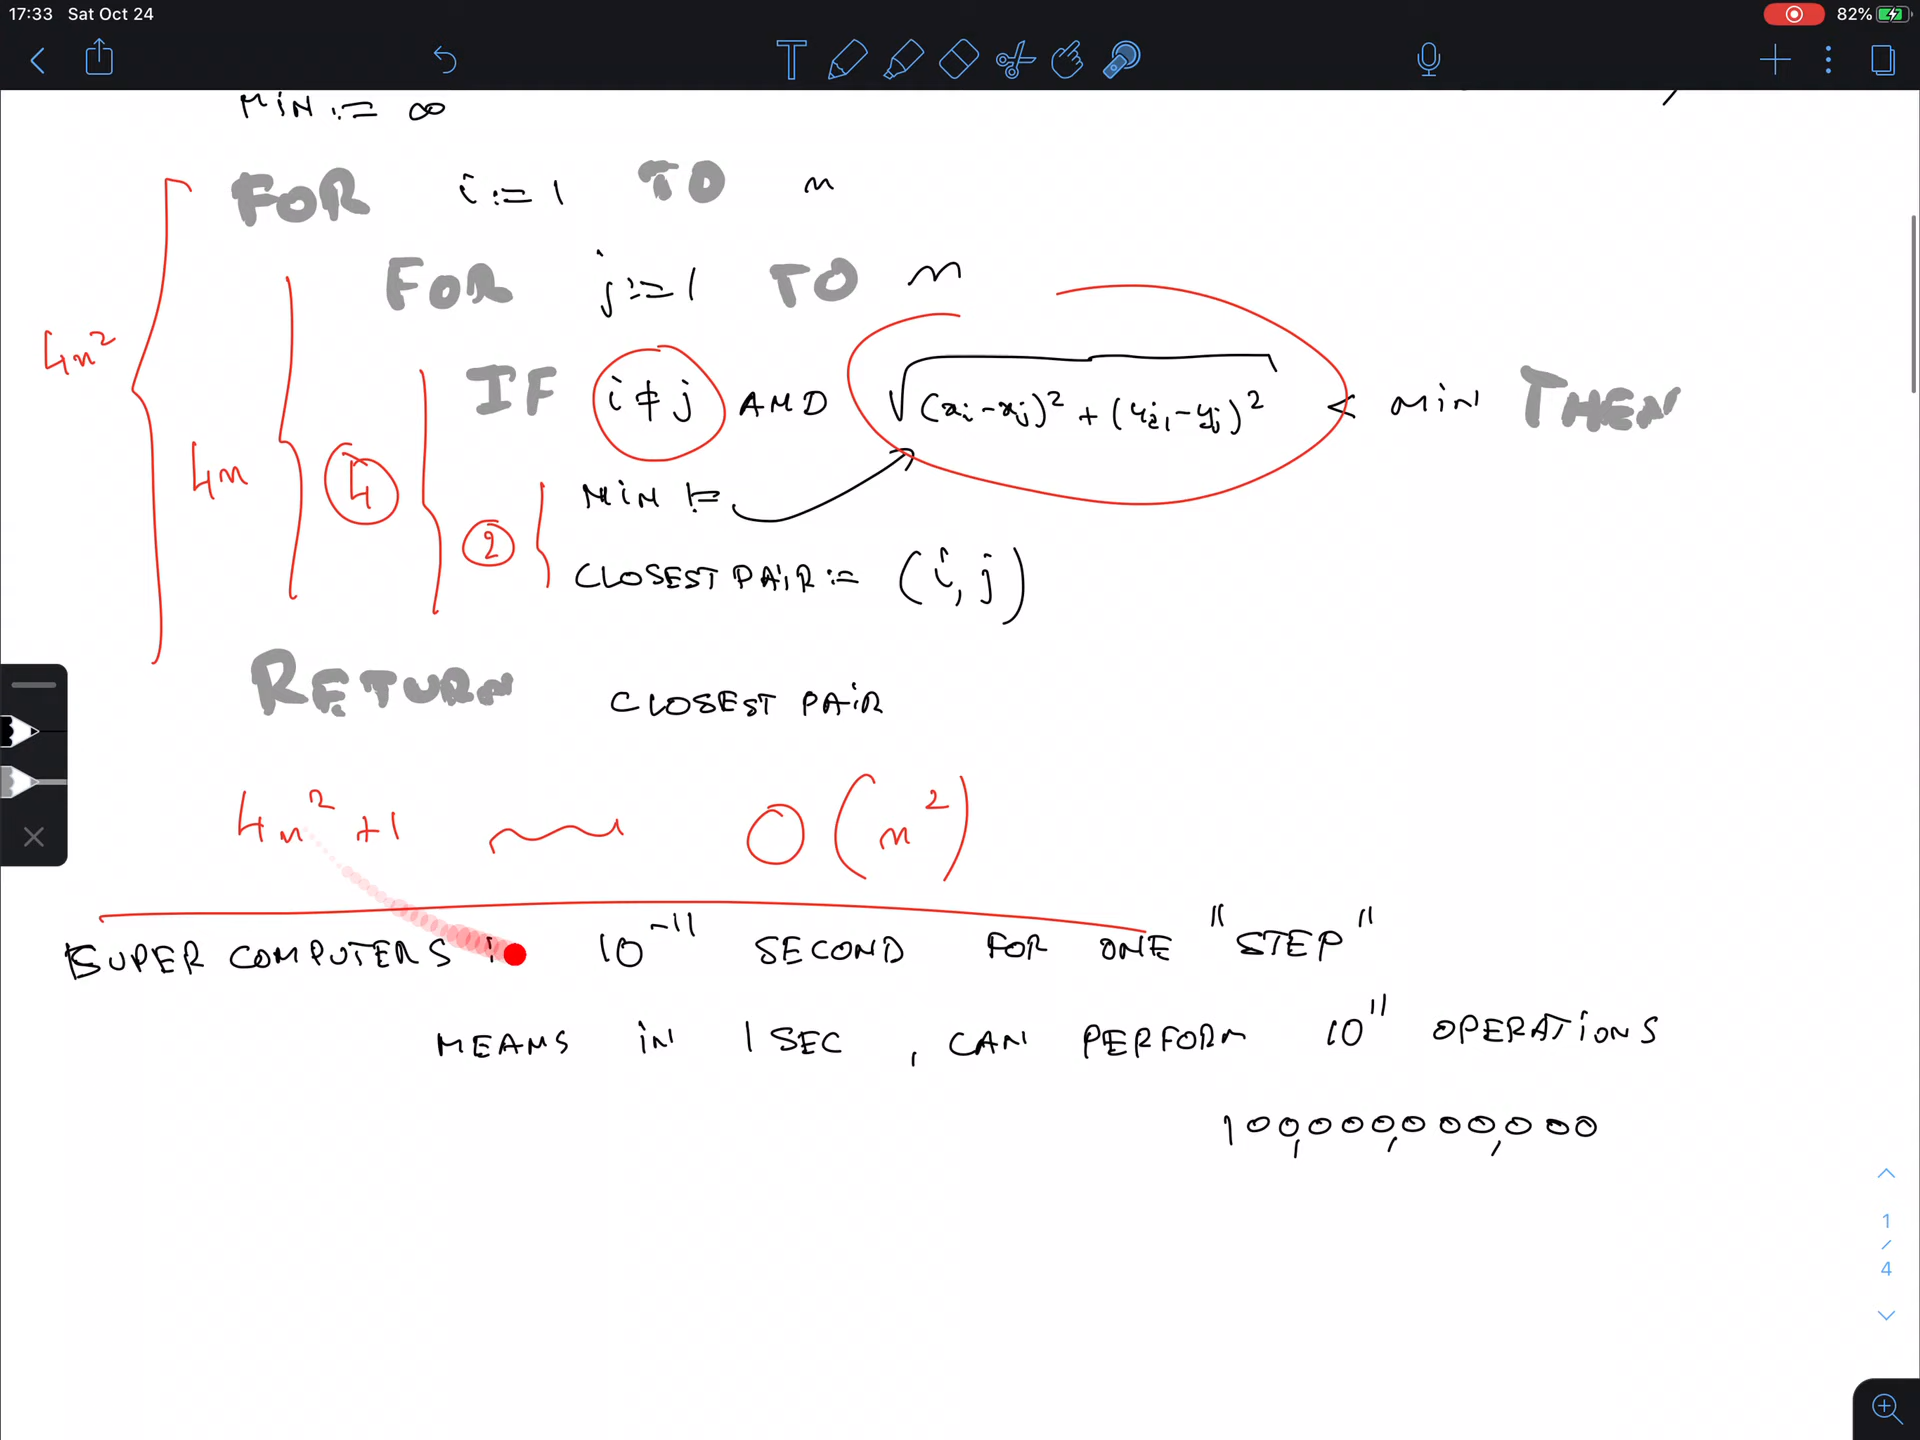 17:33 Sat Oct 24
82%
MIN := ∞
FOR i := 1 TO n
FOR j := 1 TO n
4n²
IF i ≠ j AND √(xi-xj)² + (yi-yj)² < MIN THEN
4n
4
MIN :=
2
CLOSEST PAIR := (i, j)
RETURN CLOSEST PAIR
4n² + 1 ~ O(n²)
SUPER COMPUTERS : 10⁻¹¹ SECOND FOR ONE "STEP"
MEANS IN 1 SEC , CAN PERFORM 10¹¹ OPERATIONS
100,000,000,000
1
/
4